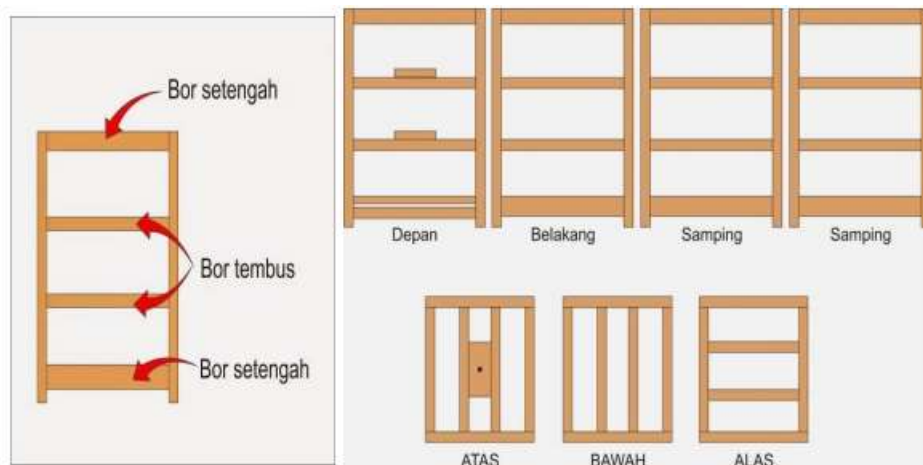 Bor setengah
Bor tembus
Bor setengah
Depan
Belakang
Samping
Samping
ATAS
BAWAH
ALAS